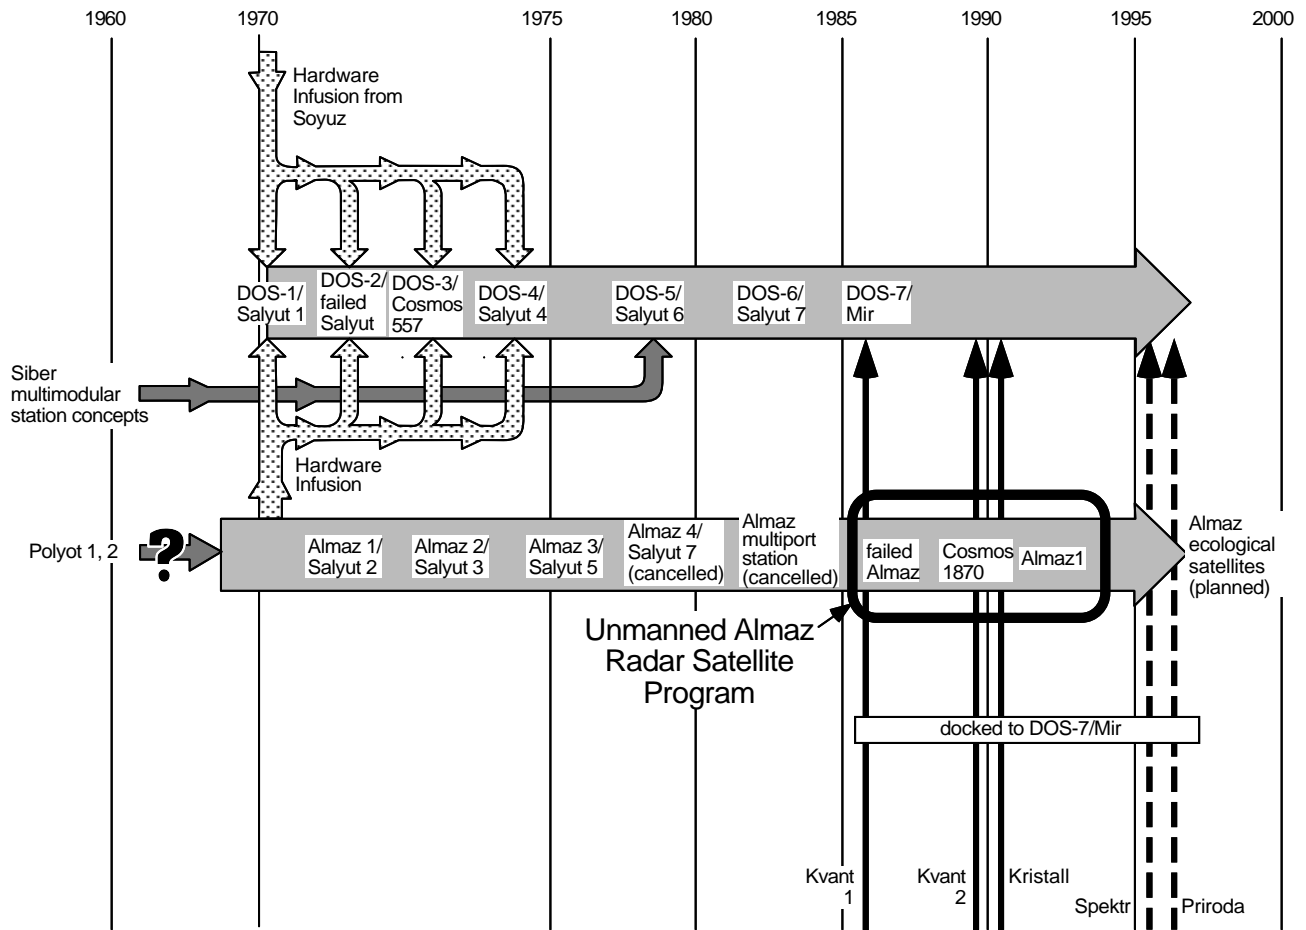 1960
1970
1975
1980
1985
1990
1995
2000
Hardware
Infusion from
Soyuz
DOS-1/
Salyut 1
DOS-2/
failed
Salyut
DOS-3/
Cosmos
557
DOS-4/
Salyut 4
DOS-5/
Salyut 6
DOS-6/
Salyut 7
DOS-7/
Mir
Siber
multimodular
station concepts
Hardware
Infusion
Polyot 1, 2
?
Almaz 1/
Salyut 2
Almaz 2/
Salyut 3
Almaz 3/
Salyut 5
Almaz 4/
Salyut 7
(cancelled)
Almaz
multiport
station
(cancelled)
failed
Almaz
Cosmos
1870
Almaz1
Almaz
ecological
satellites
(planned)
Unmanned Almaz
Radar Satellite
Program
docked to DOS-7/Mir
Kvant
1
Kvant
2
Kristall
Spektr
Priroda